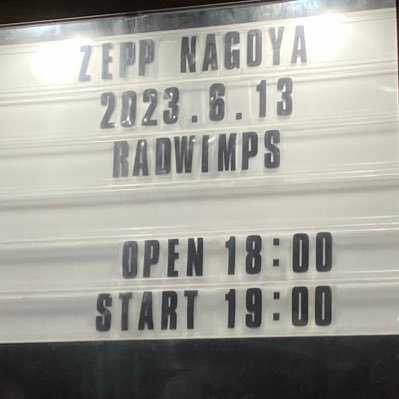 ZEPP NAGOYA
2023.6.13
RADWIMPS
OPEN 18:00
START 19:00